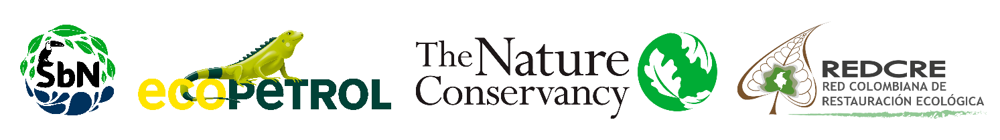 SbN
ecoPETROL
The Nature
Conservancy
REDCRE
RED COLOMBIANA DE
RESTAURACIÓN ECOLÓGICA